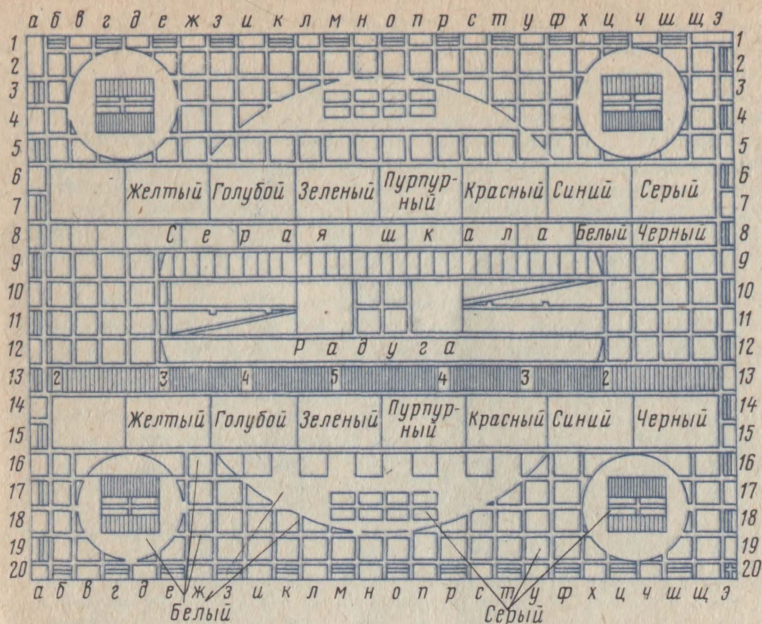 а б в г д е ж з и к л м н о п р с т у ф х ц ч ш щ э
1 1
2 2
3 3
4 4
5 5
6 6
Желтый Голубой Зеленый Пурпур-ный Красный Синий Серый
7 7
8 Серая шкала Белый Черный 8
9 9
10 10
11 11
12 Радуга 12
13 2 3 4 5 4 3 2 13
14 14
Желтый Голубой Зеленый Пурпур-ный Красный Синий Черный
15 15
16 16
17 17
18 18
19 19
20 20
а б в г д е ж з и к л м н о п р с т у ф х ц ч ш щ э
Белый Серый